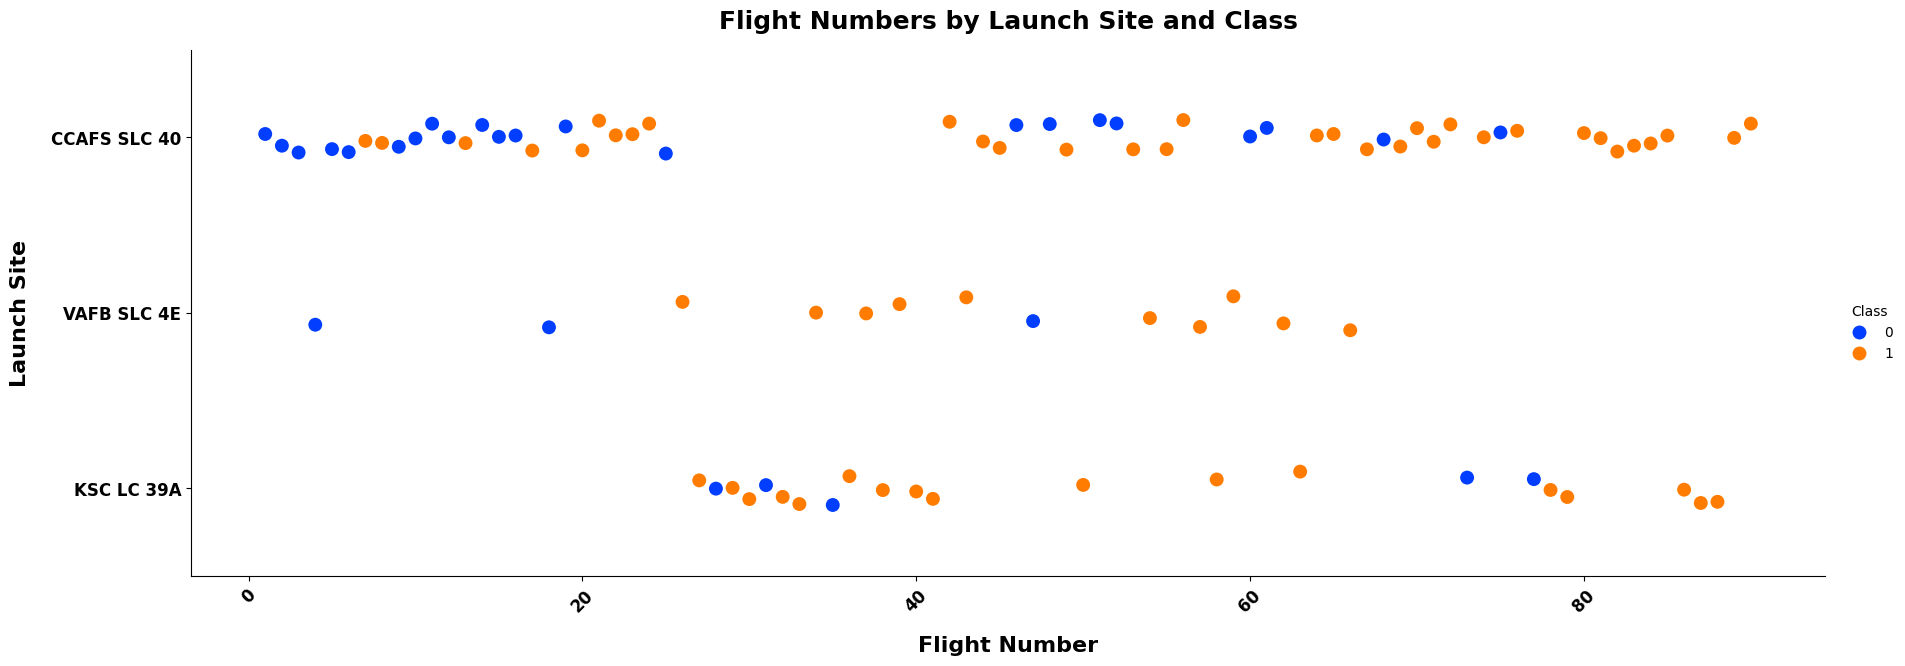 Flight Numbers by Launch Site and Class
Launch Site
CCAFS SLC 40
VAFB SLC 4E
KSC LC 39A
0
20
40
60
80
Flight Number
Class
0
1